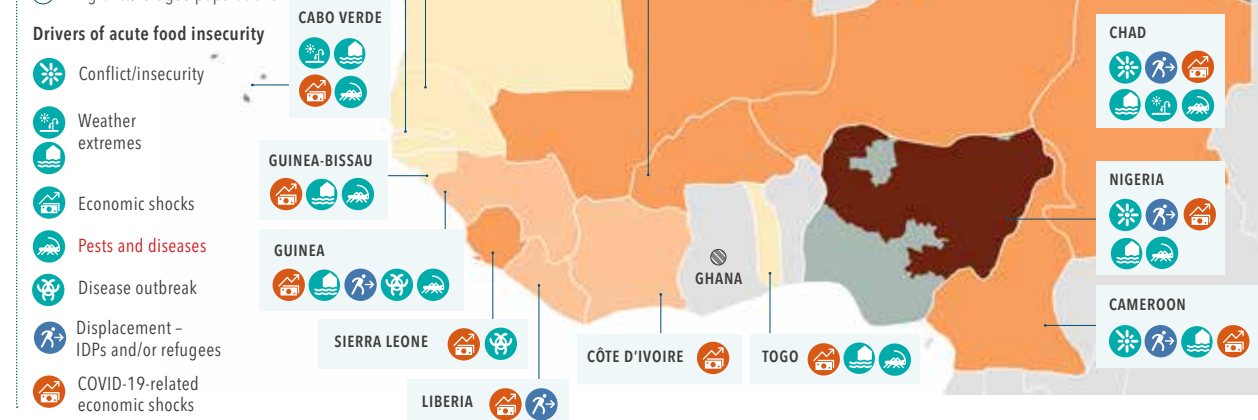 Drivers of acute food insecurity
Conflict/insecurity
Weather
extremes
Economic shocks
Pests and diseases
Disease outbreak
Displacement –
IDPs and/or refugees
COVID-19-related
economic shocks
CABO VERDE
GUINEA-BISSAU
GUINEA
SIERRA LEONE
LIBERIA
CÔTE D'IVOIRE
GHANA
TOGO
CHAD
NIGERIA
CAMEROON